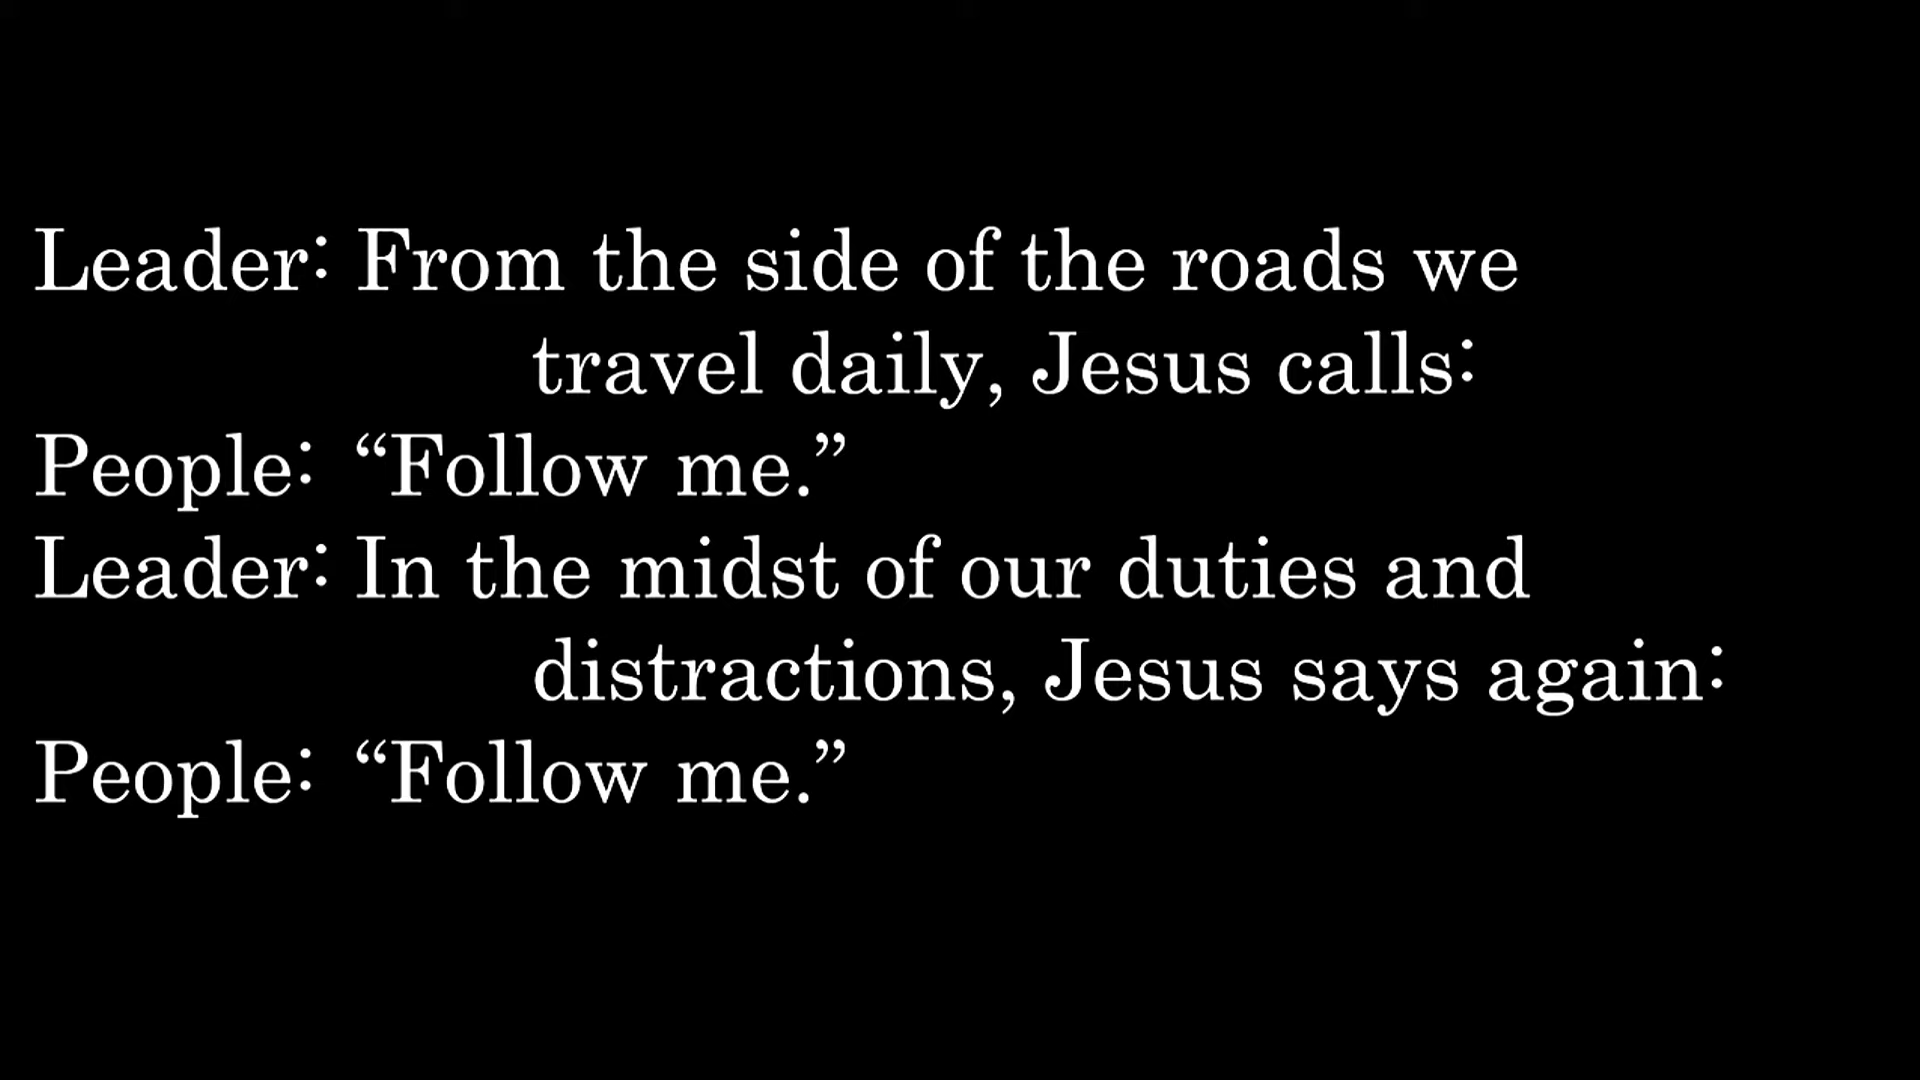 Leader: From the side of the roads we
travel daily, Jesus calls:
People: “Follow me.”
Leader: In the midst of our duties and
distractions, Jesus says again:
People: “Follow me.”